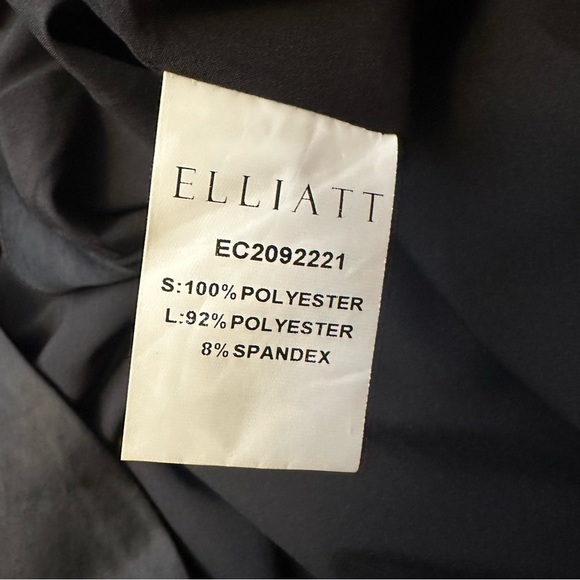 ELLIATT
EC2092221
S:100% POLYESTER
L:92% POLYESTER
8% SPANDEX